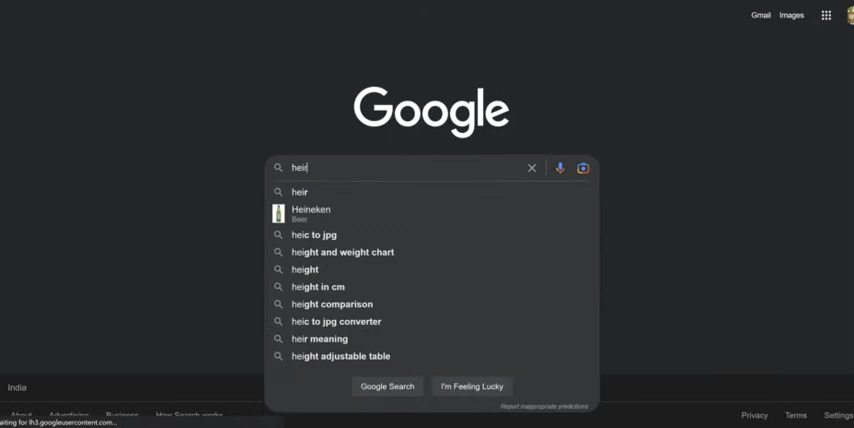 Gmail Images
Google
heir
heir
Heineken
Beer
heic to jpg
height and weight chart
height
height in cm
height comparison
heic to jpg converter
heir meaning
height adjustable table
Google Search I'm Feeling Lucky
Report inappropriate predictions
India
About Advertising Business How Search works
Privacy Terms Settings
aiting for lh3.googleusercontent.com...